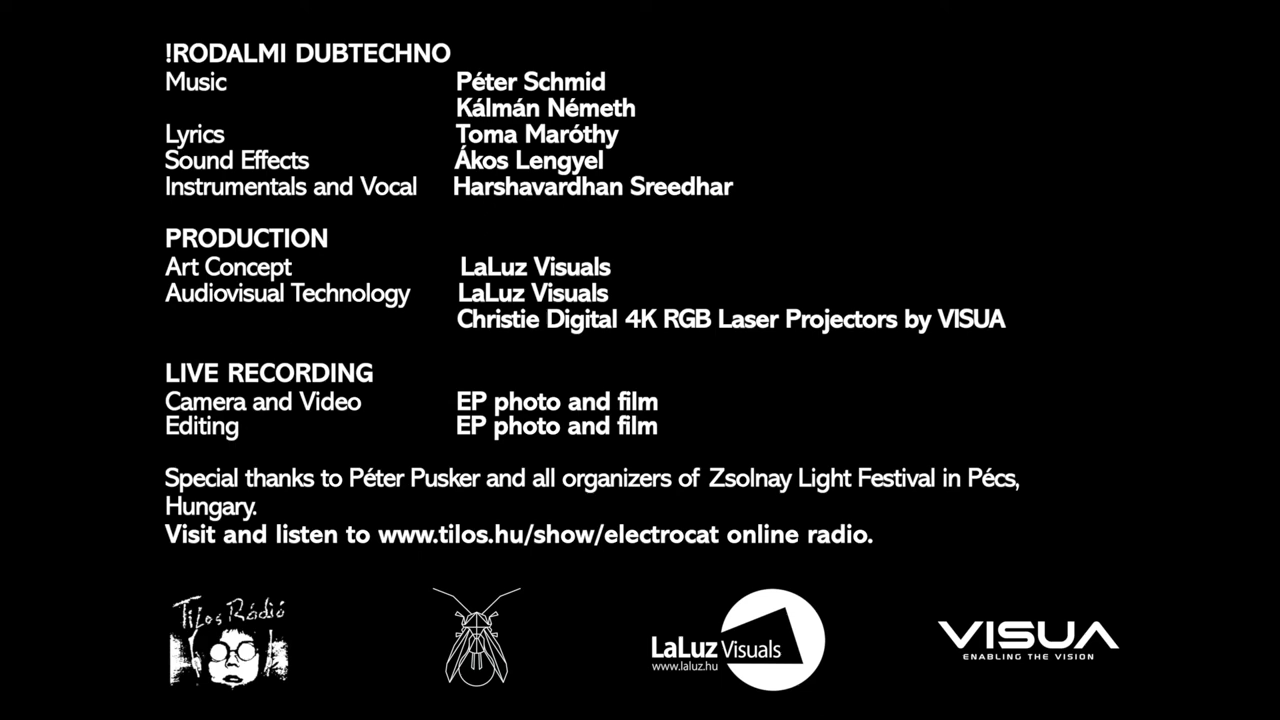 !RODALMI DUBTECHNO
Music Péter Schmid
Kálmán Németh
Lyrics Toma Maróthy
Sound Effects Ákos Lengyel
Instrumentals and Vocal Harshavardhan Sreedhar
PRODUCTION
Art Concept LaLuz Visuals
Audiovisual Technology LaLuz Visuals
Christie Digital 4K RGB Laser Projectors by VISUA
LIVE RECORDING
Camera and Video EP photo and film
Editing EP photo and film
Special thanks to Péter Pusker and all organizers of Zsolnay Light Festival in Pécs,
Hungary.
Visit and listen to www.tilos.hu/show/electrocat online radio.
Tilos Rádió
LaLuz Visuals
www.laluz.hu
VISUA
ENABLING THE VISION